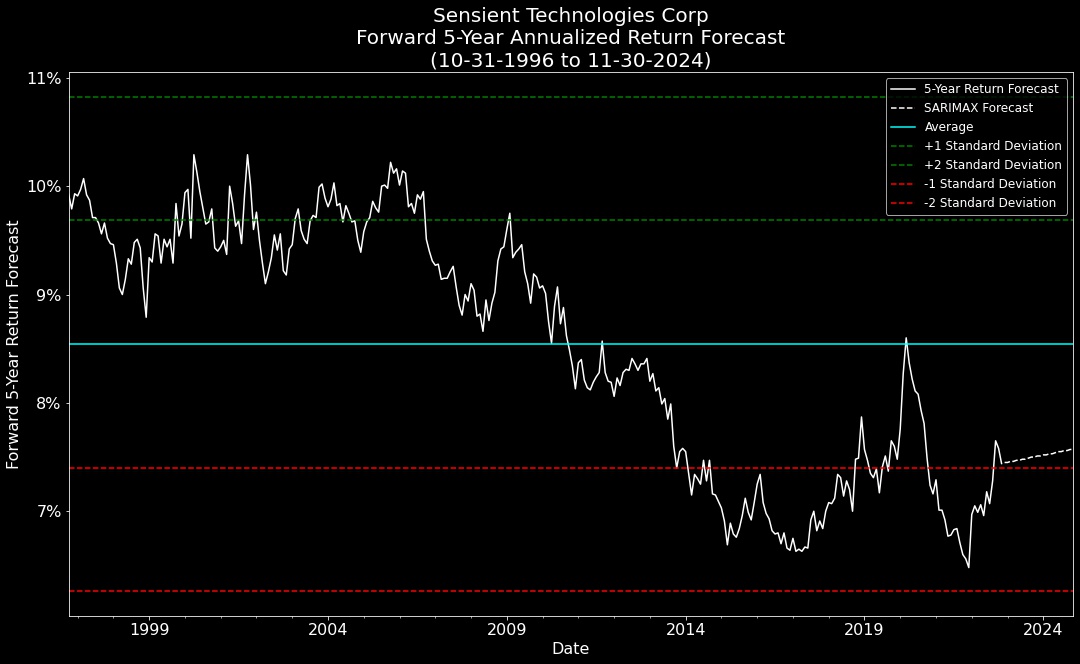 Sensient Technologies Corp
Forward 5-Year Annualized Return Forecast
(10-31-1996 to 11-30-2024)
11%
10%
9%
8%
7%
Forward 5-Year Return Forecast
5-Year Return Forecast
SARIMAX Forecast
Average
+1 Standard Deviation
+2 Standard Deviation
-1 Standard Deviation
-2 Standard Deviation
1999
2004
2009
2014
2019
2024
Date